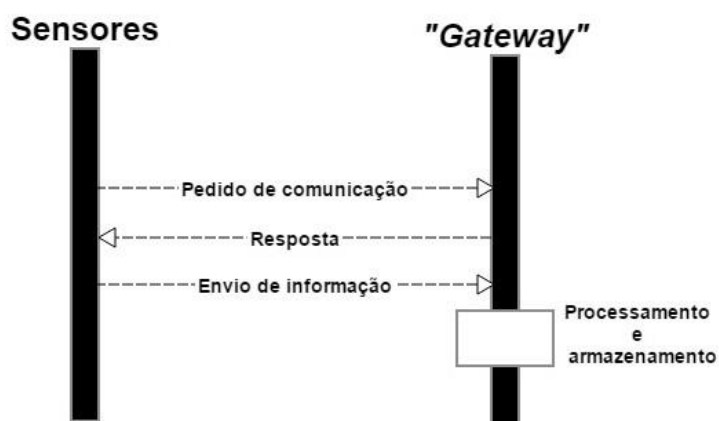 Sensores
"Gateway"
Pedido de comunicação
Resposta
Envio de informação
Processamento
e
armazenamento